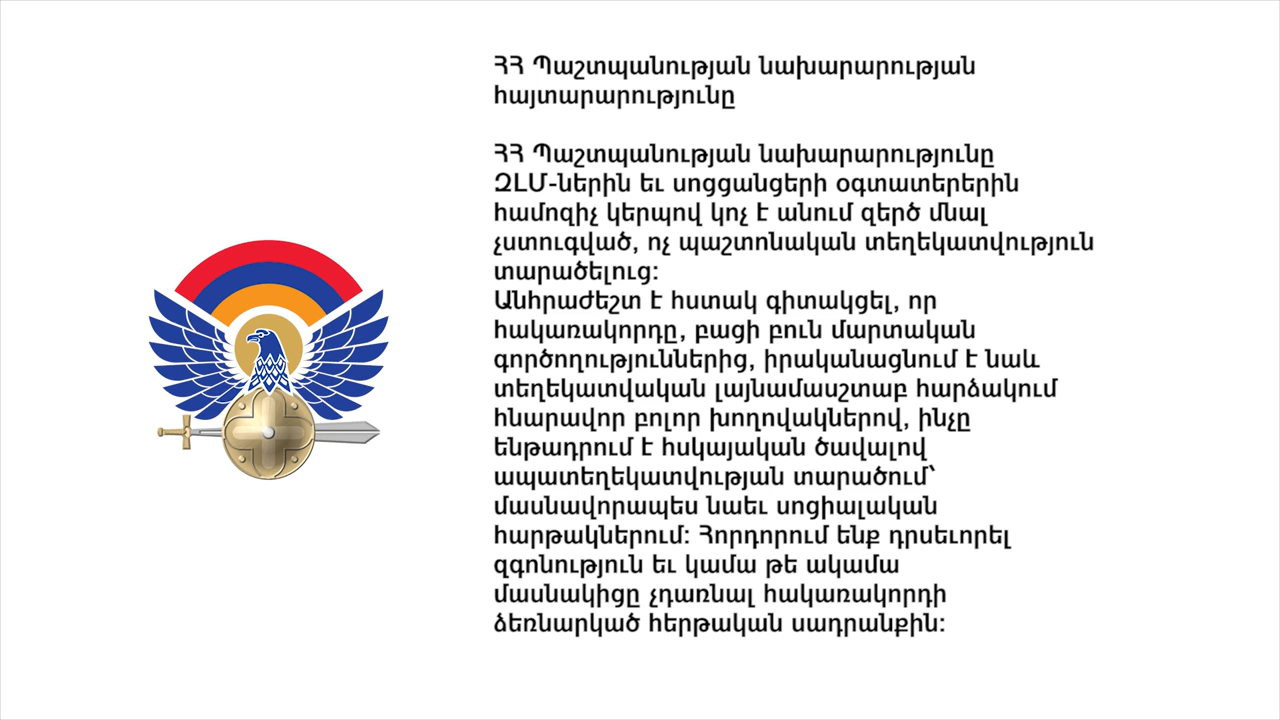 ՀՀ Պաշտպանության նախարարության
հայտարարությունը
ՀՀ Պաշտպանության նախարարությունը
ԶԼՄ-ներին եւ սոցցանցերի օգտատերերին
համոզիչ կերպով կոչ է անում զերծ մնալ
չստուգված, ոչ պաշտոնական տեղեկատվություն
տարածելուց։
Անհրաժեշտ է հստակ գիտակցել, որ
հակառակորդը, բացի բուն մարտական
գործողություններից, իրականացնում է նաև
տեղեկատվական լայնամասշտաբ հարձակում
հնարավոր բոլոր խողովակներով, ինչը
ենթադրում է հսկայական ծավալով
ապատեղեկատվության տարածում՝
մասնավորապես նաեւ սոցիալական
հարթակներում։ Հորդորում ենք դրսեւորել
զգոնություն եւ կամա թե ակամա
մասնակիցը չդառնալ հակառակորդի
ձեռնարկած հերթական սադրանքին։